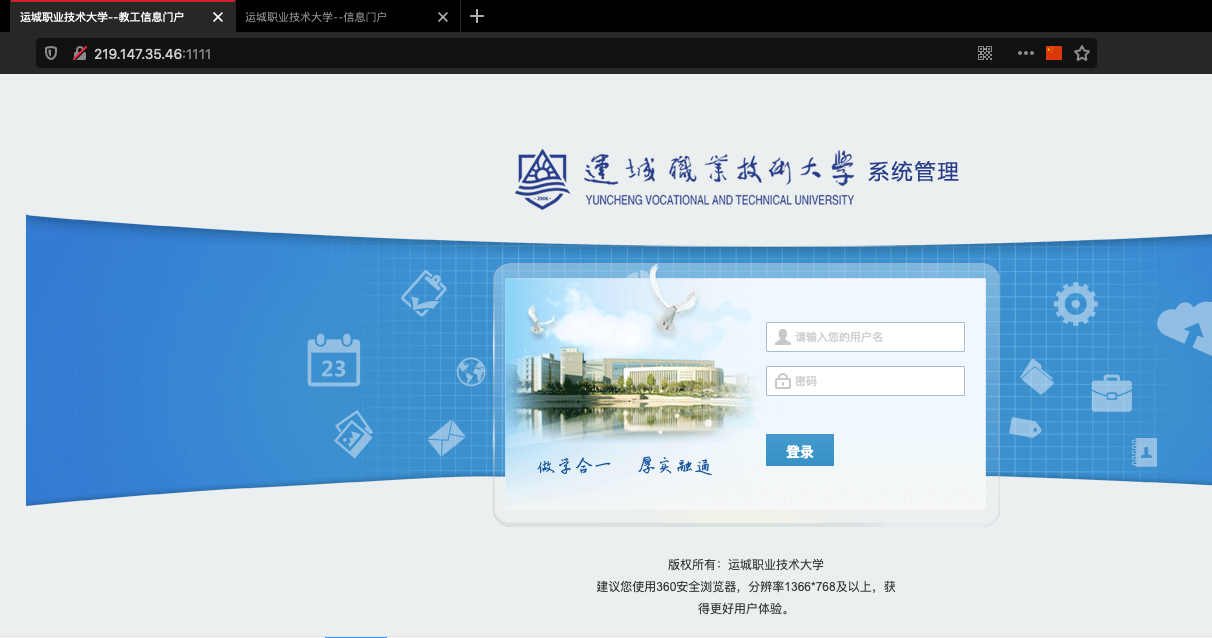 运城职业技术大学--教工信息门户
运城职业技术大学--信息门户
219.147.35.46:1111
運城職業技術大學 系统管理
YUNCHENG VOCATIONAL AND TECHNICAL UNIVERSITY
2006
23
请输入您的用户名
密码
登录
做学合一 厚实融通
版权所有：运城职业技术大学
建议您使用360安全浏览器，分辨率1366*768及以上，获
得更好用户体验。